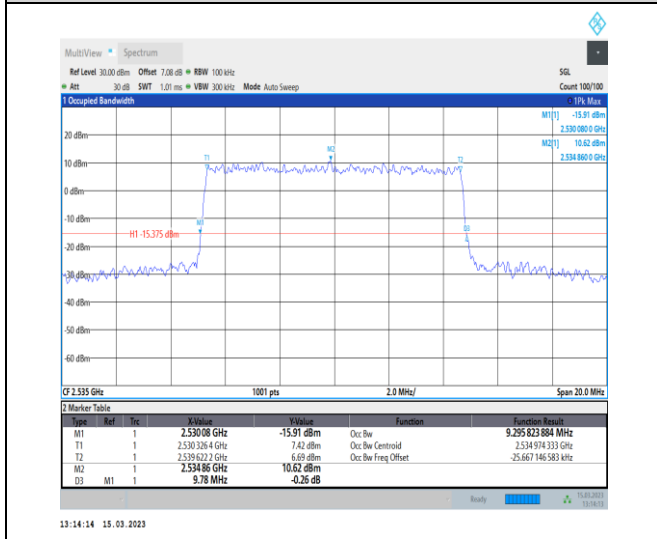 MultiView Spectrum
Ref Level 30.00 dBm Offset 7.08 dB RBW 100 kHz SGL
Att 30 dB SWT 1.01 ms VBW 300 kHz Mode Auto Sweep Count 100/100
1 Occupied Bandwidth 1Pk Max
M1[1] -15.91 dBm
2.530 080 0 GHz
M2[1] 10.62 dBm
2.534 860 0 GHz
20 dBm
M2
T1
T2
10 dBm
0 dBm
-10 dBm
M1
D3
H1 -15.375 dBm
-20 dBm
-30 dBm
-40 dBm
-50 dBm
-60 dBm
CF 2.535 GHz 1001 pts 2.0 MHz/ Span 20.0 MHz
2 Marker Table
Type Ref Trc X-Value Y-Value Function Function Result
M1 1 2.530 08 GHz -15.91 dBm Occ Bw 9.295 823 884 MHz
T1 1 2.530 326 4 GHz 7.42 dBm Occ Bw Centroid 2.534 974 333 GHz
T2 1 2.539 622 2 GHz 6.69 dBm Occ Bw Freq Offset -25.667 146 583 kHz
M2 1 2.534 86 GHz 10.62 dBm
D3 M1 1 9.78 MHz -0.26 dB
Ready 15.03.2023
13:14:13
13:14:14 15.03.2023